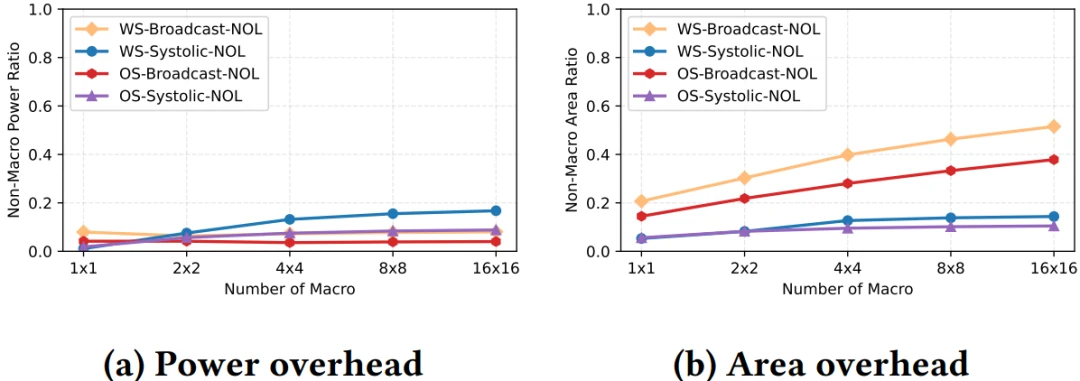 1.0
0.8
0.6
0.4
0.2
0.0
Non-Macro Power Ratio
WS-Broadcast-NOL
WS-Systolic-NOL
OS-Broadcast-NOL
OS-Systolic-NOL
1x1 2x2 4x4 8x8 16x16
Number of Macro
(a) Power overhead
1.0
0.8
0.6
0.4
0.2
0.0
Non-Macro Area Ratio
WS-Broadcast-NOL
WS-Systolic-NOL
OS-Broadcast-NOL
OS-Systolic-NOL
1x1 2x2 4x4 8x8 16x16
Number of Macro
(b) Area overhead